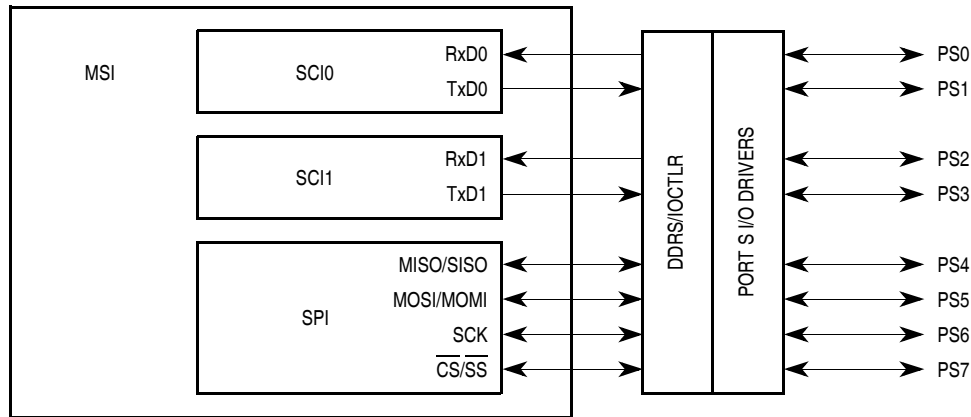 MSI
SCI0
RxD0
TxD0
SCI1
RxD1
TxD1
SPI
MISO/SISO
MOSI/MOMI
SCK
CS/SS
DDRS/IOCTLR
PORT S I/O DRIVERS
PS0
PS1
PS2
PS3
PS4
PS5
PS6
PS7